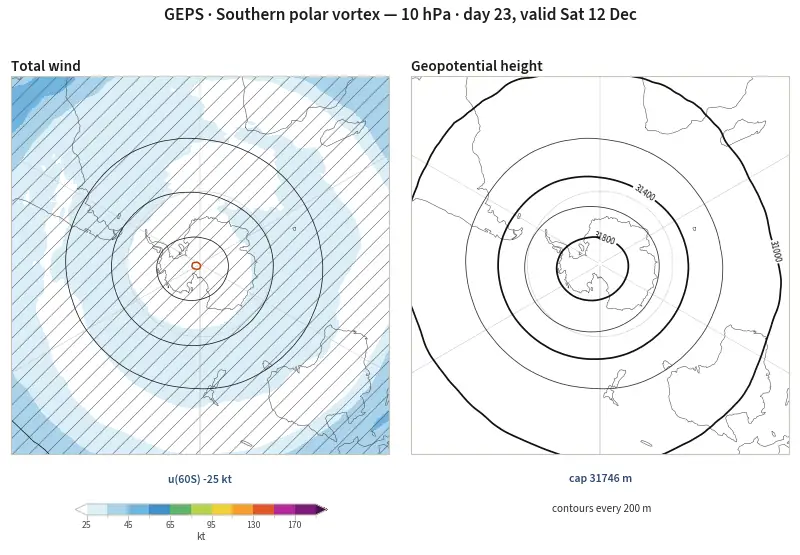 GEPS · Southern polar vortex — 10 hPa · day 23, valid Sat 12 Dec
Total wind
Geopotential height
31400
31800
31000
u(60S) -25 kt
cap 31746 m
contours every 200 m
25 45 65 95 130 170
kt